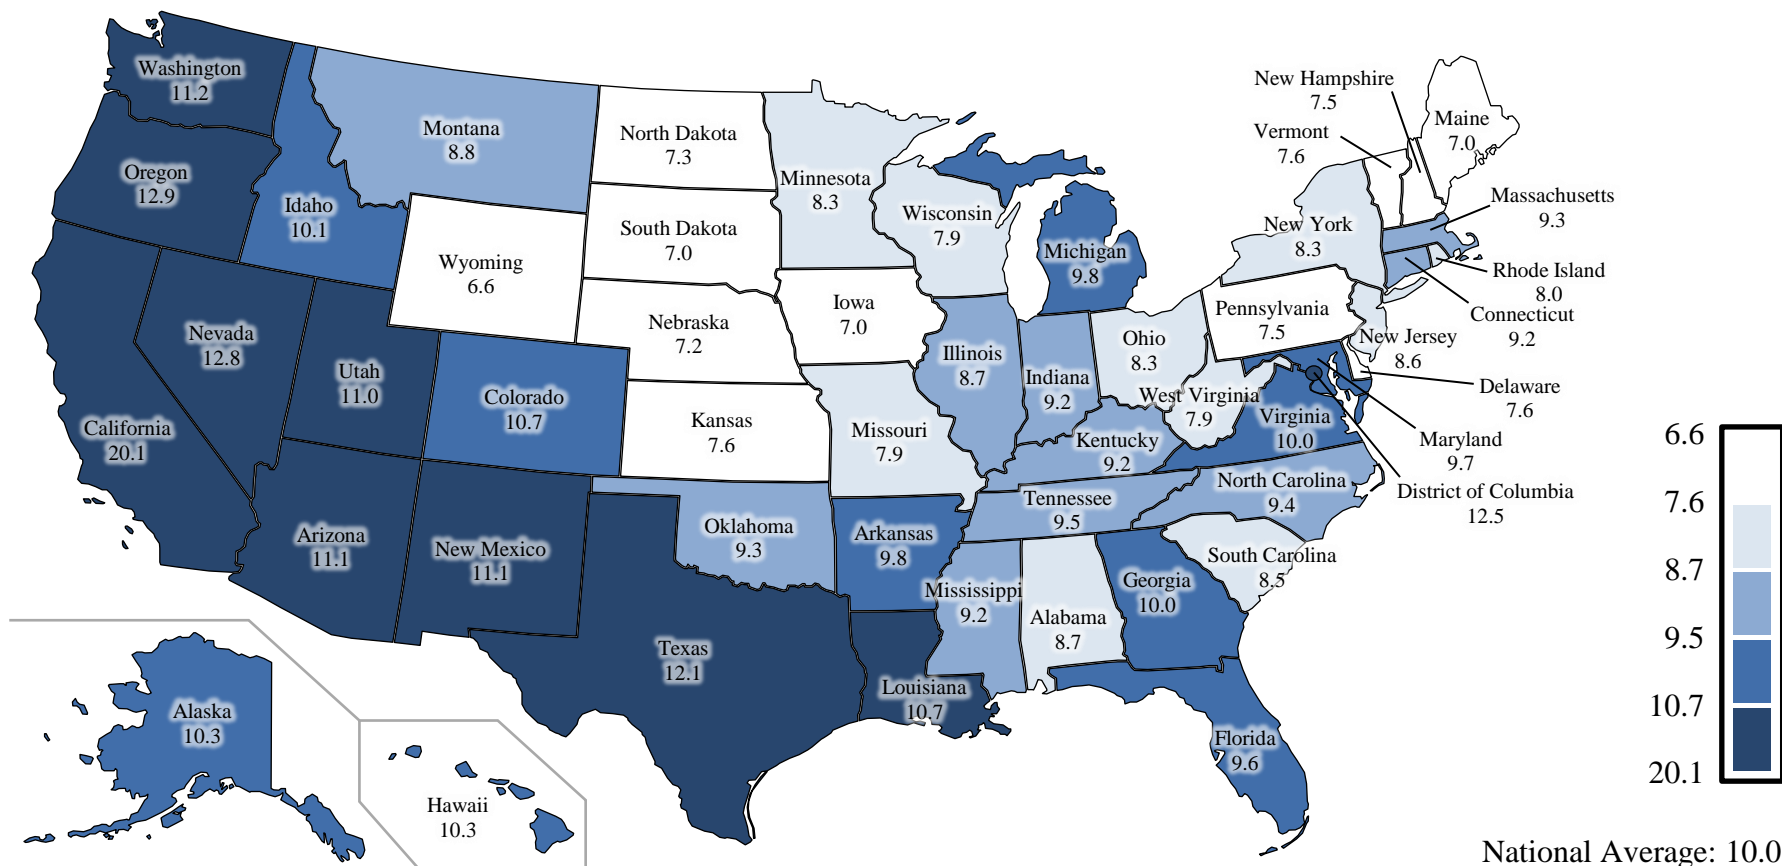 Washington
11.2
Oregon
12.9
California
20.1
Nevada
12.8
Idaho
10.1
Montana
8.8
Wyoming
6.6
Utah
11.0
Colorado
10.7
Arizona
11.1
New Mexico
11.1
North Dakota
7.3
South Dakota
7.0
Nebraska
7.2
Kansas
7.6
Oklahoma
9.3
Texas
12.1
Minnesota
8.3
Iowa
7.0
Missouri
7.9
Arkansas
9.8
Louisiana
10.7
Wisconsin
7.9
Illinois
8.7
Michigan
9.8
Indiana
9.2
Ohio
8.3
Kentucky
9.2
Tennessee
9.5
Mississippi
9.2
Alabama
8.7
Georgia
10.0
Florida
9.6
South Carolina
8.5
North Carolina
9.4
Virginia
10.0
West Virginia
7.9
Pennsylvania
7.5
New York
8.3
Vermont
7.6
New Hampshire
7.5
Maine
7.0
Massachusetts
9.3
Rhode Island
8.0
Connecticut
9.2
New Jersey
8.6
Delaware
7.6
Maryland
9.7
District of Columbia
12.5
Alaska
10.3
Hawaii
10.3
6.6
7.6
8.7
9.5
10.7
20.1
National Average: 10.0